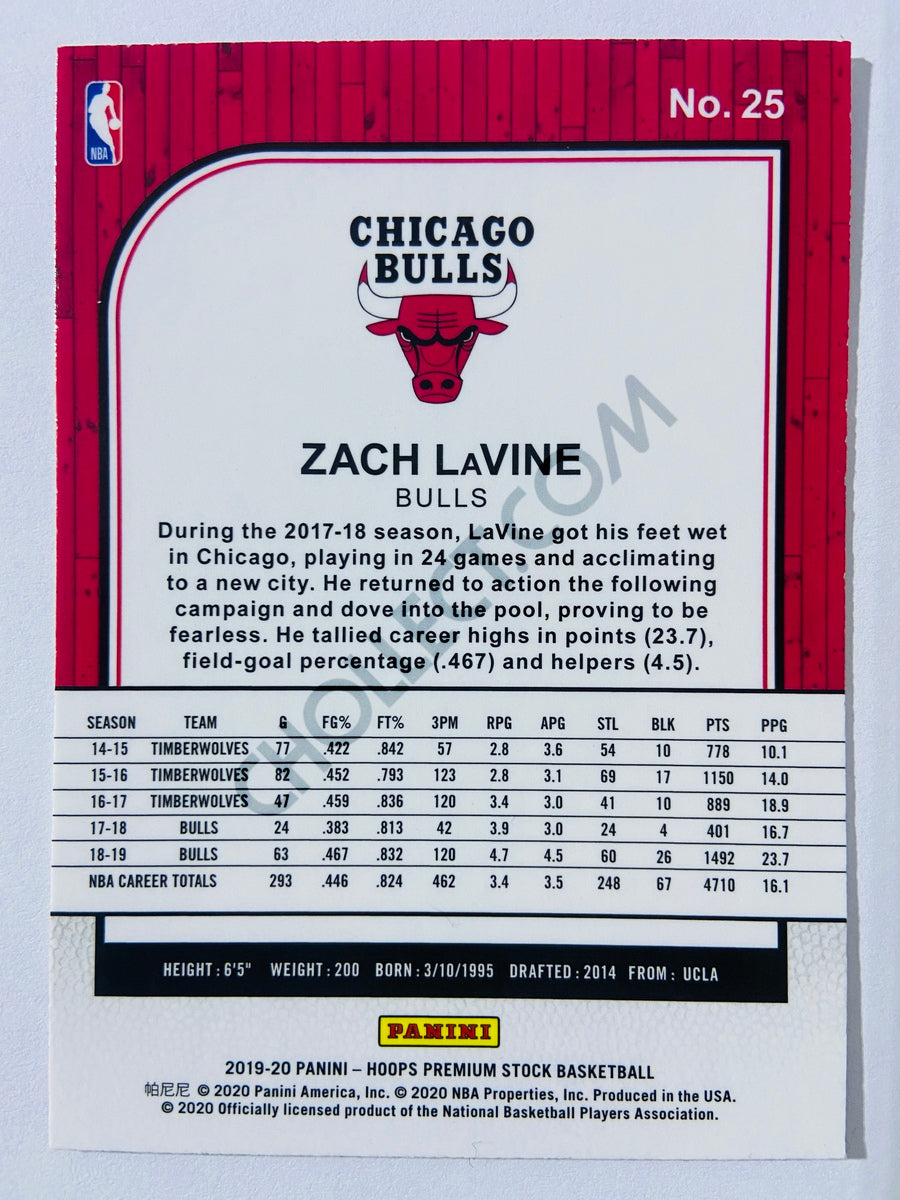 No. 25
NBA
CHICAGO
BULLS
ZACH LaVINE
BULLS
During the 2017-18 season, LaVine got his feet wet
in Chicago, playing in 24 games and acclimating
to a new city. He returned to action the following
campaign and dove into the pool, proving to be
fearless. He tallied career highs in points (23.7),
field-goal percentage (.467) and helpers (4.5).
CHOLLECT.COM
SEASON TEAM G FG% FT% 3PM RPG APG STL BLK PTS PPG
14-15 TIMBERWOLVES 77 .422 .842 57 2.8 3.6 54 10 778 10.1
15-16 TIMBERWOLVES 82 .452 .793 123 2.8 3.1 69 17 1150 14.0
16-17 TIMBERWOLVES 47 .459 .836 120 3.4 3.0 41 10 889 18.9
17-18 BULLS 24 .383 .813 42 3.9 3.0 24 4 401 16.7
18-19 BULLS 63 .467 .832 120 4.7 4.5 60 26 1492 23.7
NBA CAREER TOTALS 293 .446 .824 462 3.4 3.5 248 67 4710 16.1
HEIGHT: 6'5" WEIGHT: 200 BORN: 3/10/1995 DRAFTED: 2014 FROM: UCLA
PANINI
2019-20 PANINI – HOOPS PREMIUM STOCK BASKETBALL
帕尼尼 © 2020 Panini America, Inc. © 2020 NBA Properties, Inc. Produced in the USA.
© 2020 Officially licensed product of the National Basketball Players Association.